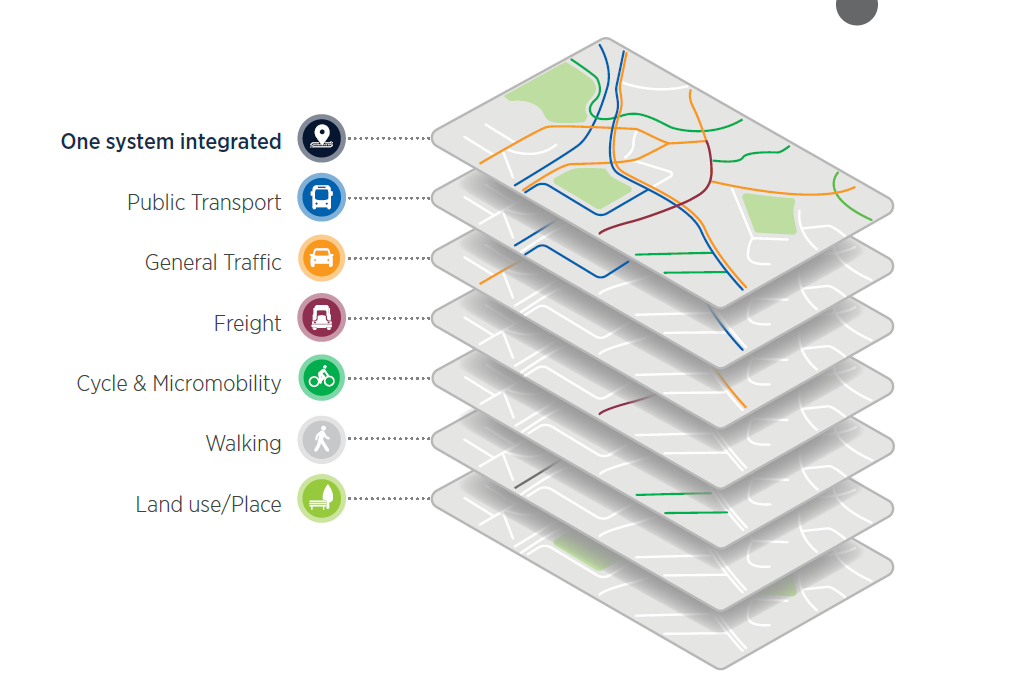 One system integrated
Public Transport
General Traffic
Freight
Cycle & Micromobility
Walking
Land use/Place